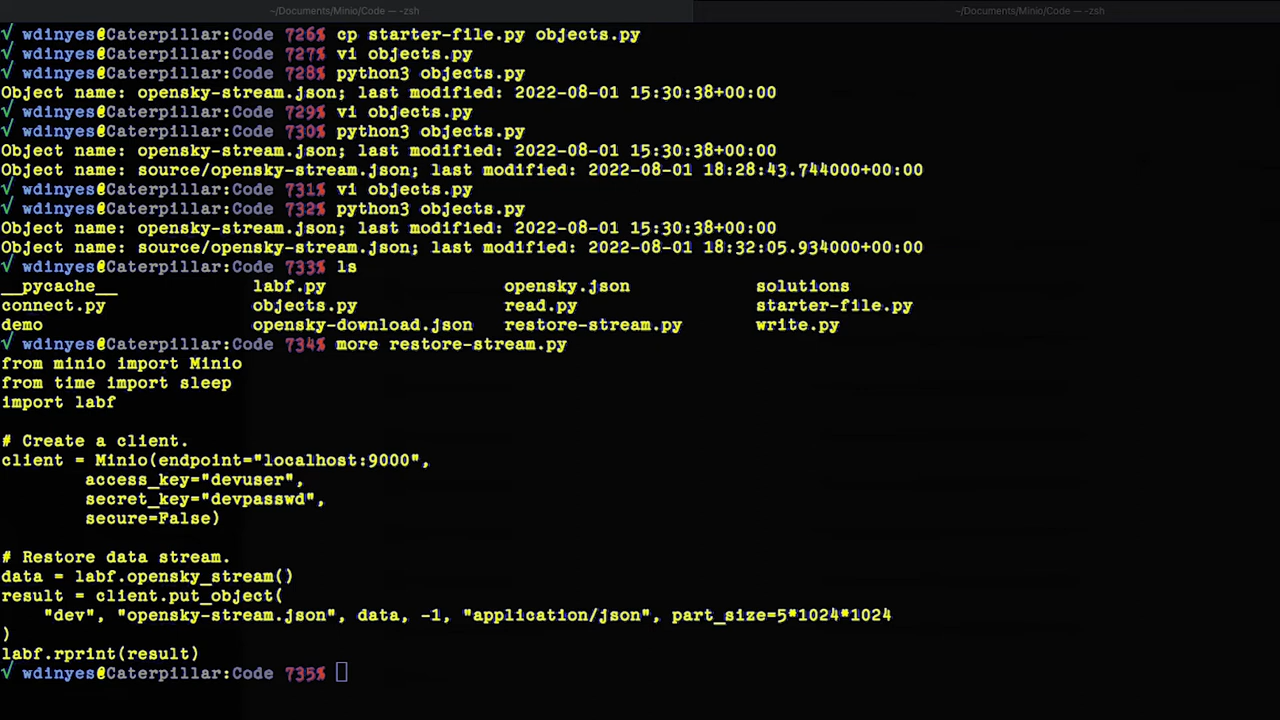 ~/Documents/Minio/Code — -zsh ~/Documents/Minio/Code — -zsh
√ wdinyes@Caterpillar:Code 726% cp starter-file.py objects.py
√ wdinyes@Caterpillar:Code 727% vi objects.py
√ wdinyes@Caterpillar:Code 728% python3 objects.py
Object name: opensky-stream.json; last modified: 2022-08-01 15:30:38+00:00
√ wdinyes@Caterpillar:Code 729% vi objects.py
√ wdinyes@Caterpillar:Code 730% python3 objects.py
Object name: opensky-stream.json; last modified: 2022-08-01 15:30:38+00:00
Object name: source/opensky-stream.json; last modified: 2022-08-01 18:28:43.744000+00:00
√ wdinyes@Caterpillar:Code 731% vi objects.py
√ wdinyes@Caterpillar:Code 732% python3 objects.py
Object name: opensky-stream.json; last modified: 2022-08-01 15:30:38+00:00
Object name: source/opensky-stream.json; last modified: 2022-08-01 18:32:05.934000+00:00
√ wdinyes@Caterpillar:Code 733% ls
__pycache__ labf.py opensky.json solutions
connect.py objects.py read.py starter-file.py
demo opensky-download.json restore-stream.py write.py
√ wdinyes@Caterpillar:Code 734% more restore-stream.py
from minio import Minio
from time import sleep
import labf
# Create a client.
client = Minio(endpoint="localhost:9000",
access_key="devuser",
secret_key="devpasswd",
secure=False)
# Restore data stream.
data = labf.opensky_stream()
result = client.put_object(
"dev", "opensky-stream.json", data, -1, "application/json", part_size=5*1024*1024
)
labf.rprint(result)
√ wdinyes@Caterpillar:Code 735%